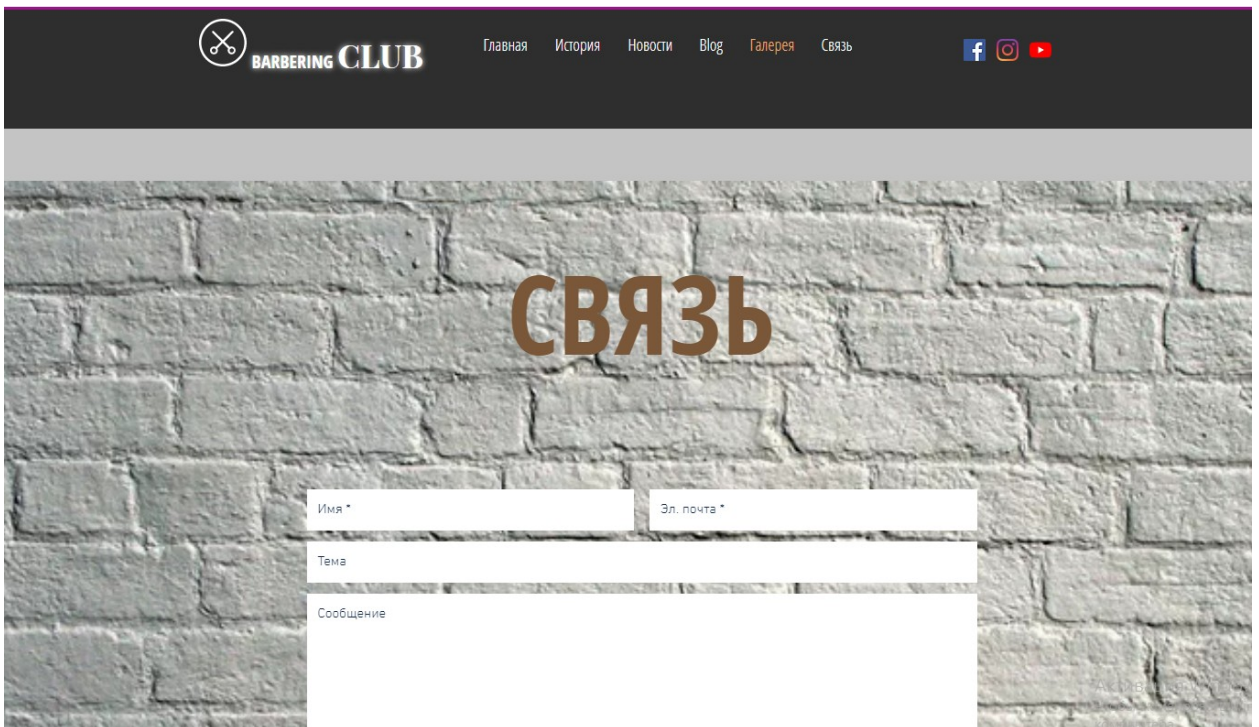 BARBERING CLUB
Главная История Новости Blog Галерея Связь
СВЯЗЬ
Имя * Эл. почта *
Тема
Сообщение